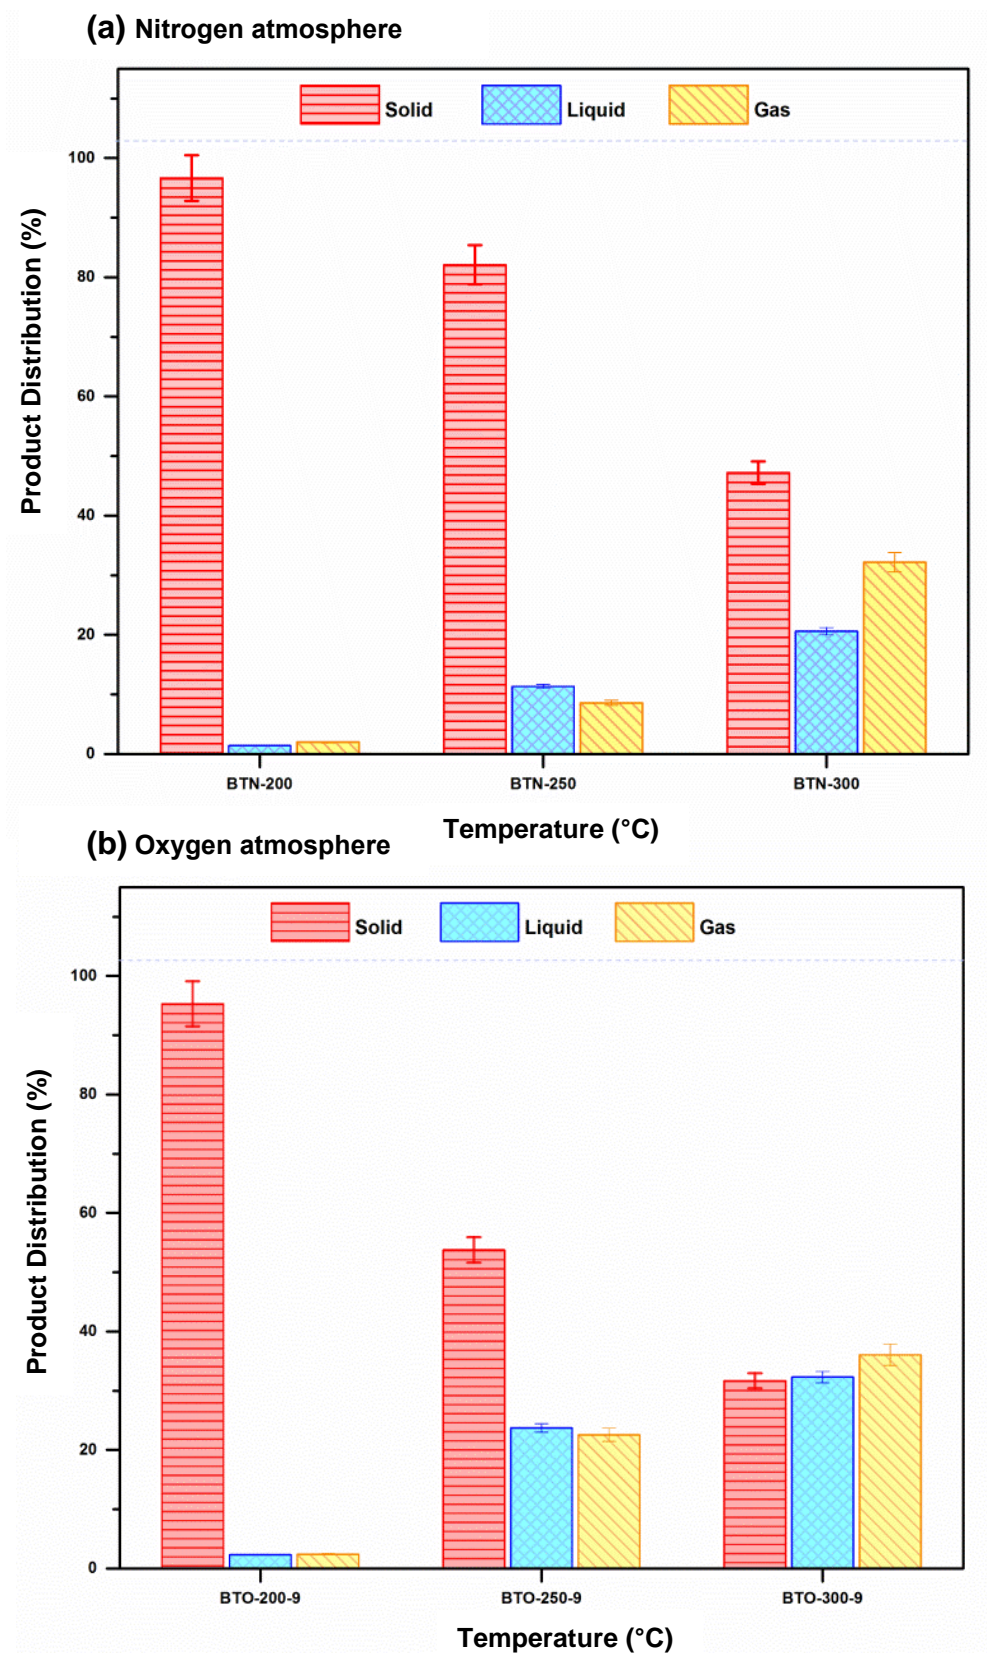 (a) Nitrogen atmosphere
Solid Liquid Gas
Product Distribution (%)
100
80
60
40
20
0
BTN-200 BTN-250 BTN-300
Temperature (°C)
(b) Oxygen atmosphere
Solid Liquid Gas
Product Distribution (%)
100
80
60
40
20
0
BTO-200-9 BTO-250-9 BTO-300-9
Temperature (°C)